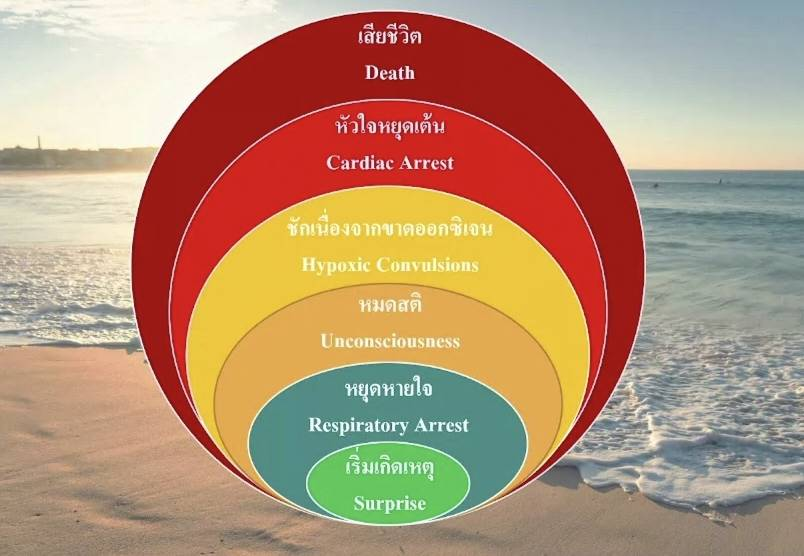 เสียชีวิต
Death
หัวใจหยุดเต้น
Cardiac Arrest
ชักเนื่องจากขาดออกซิเจน
Hypoxic Convulsions
หมดสติ
Unconsciousness
หยุดหายใจ
Respiratory Arrest
เริ่มเกิดเหตุ
Surprise